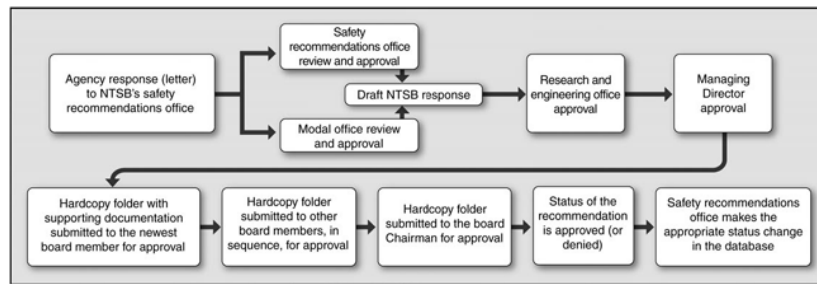 Safety
recommendations office
review and approval
Agency response (letter)
to NTSB's safety
recommendations office
Draft NTSB response
Modal office review
and approval
Research and
engineering office
approval
Managing
Director
approval
Hardcopy folder with
supporting documentation
submitted to the newest
board member for approval
Hardcopy folder
submitted to other
board members, in
sequence, for approval
Hardcopy folder
submitted to the board
Chairman for approval
Status of the
recommendation
is approved (or
denied)
Safety recommendations
office makes the
appropriate status change
in the database